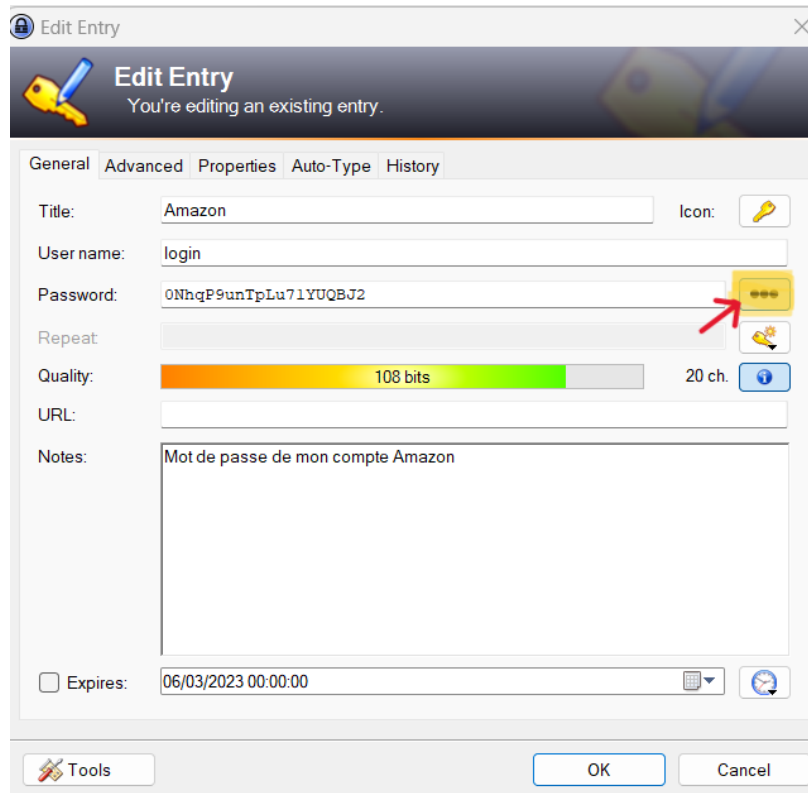 Edit Entry
Edit Entry
You're editing an existing entry.
General Advanced Properties Auto-Type History
Title: Amazon Icon:
User name: login
Password: 0NhqP9unTpLu71YUQBJ2
Repeat:
Quality: 108 bits 20 ch.
URL:
Notes: Mot de passe de mon compte Amazon
Expires: 06/03/2023 00:00:00
Tools OK Cancel